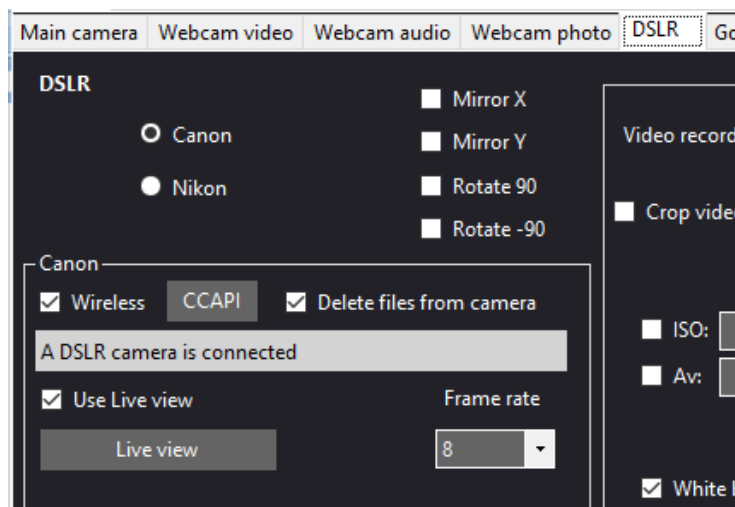 Main camera Webcam video Webcam audio Webcam photo DSLR
DSLR
Mirror X
Canon
Mirror Y
Video record
Nikon
Rotate 90
Crop video
Rotate -90
Canon
Wireless CCAPI Delete files from camera
ISO:
A DSLR camera is connected
Av:
Use Live view Frame rate
Live view 8
White